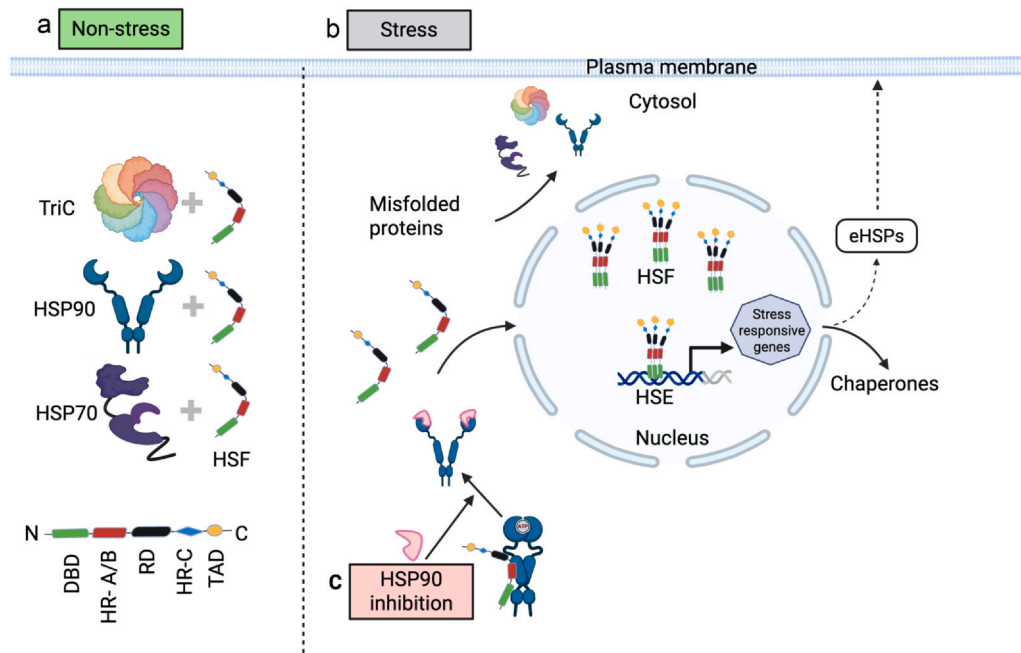 a Non-stress
b Stress
Plasma membrane
Cytosol
TriC
HSP90
HSP70
HSF
N
C
DBD
HR- A/B
RD
HR-C
TAD
Misfolded
proteins
HSF
HSE
Nucleus
Stress
responsive
genes
eHSPs
Chaperones
ATP
c HSP90
inhibition